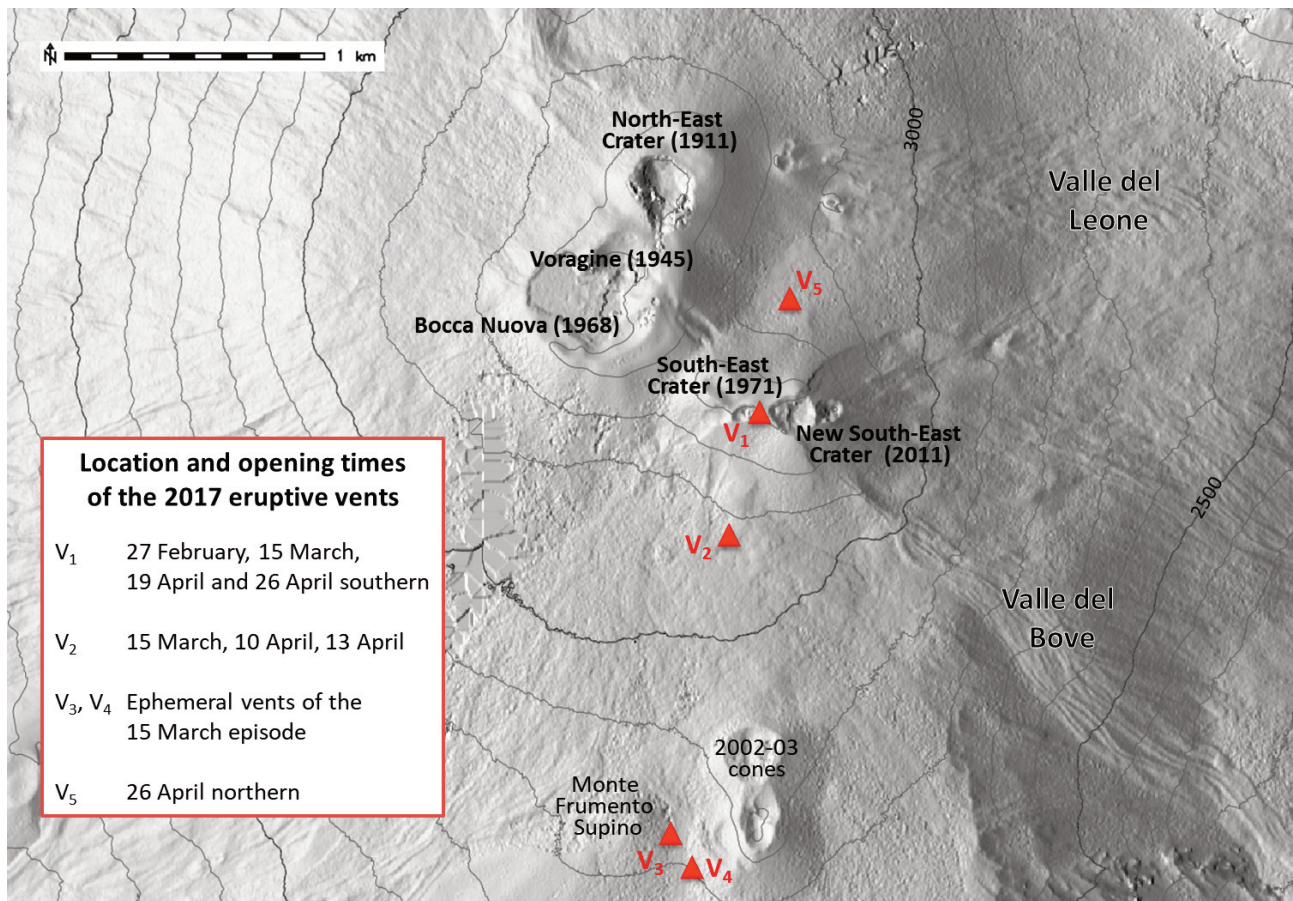 N
1 km
North-East
Crater (1911)
3000
Valle del
Leone
Voragine (1945)
V5
Bocca Nuova (1968)
South-East
Crater (1971)
V1
New South-East
Crater (2011)
Location and opening times
of the 2017 eruptive vents
V1 27 February, 15 March,
19 April and 26 April southern
V2 15 March, 10 April, 13 April
V3, V4 Ephemeral vents of the
15 March episode
V5 26 April northern
2500
V2
Valle del
Bove
2002-03
cones
Monte
Frumento
Supino
V3
V4